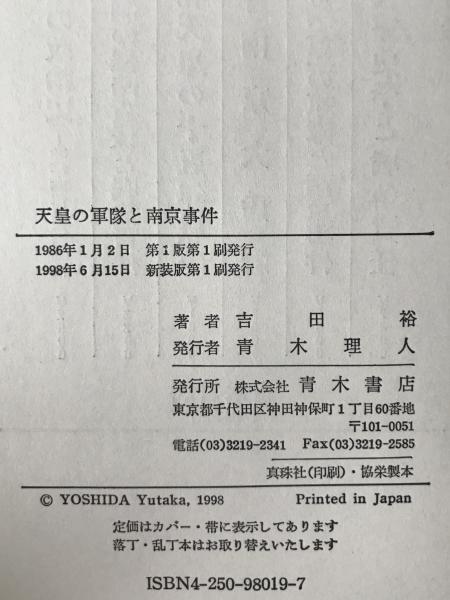 天皇の軍隊と南京事件
1986年1月2日 第1版第1刷発行
1998年6月15日 新装版第1刷発行
著者 吉田裕
発行者 青木理人
発行所 株式会社 青木書店
東京都千代田区神田神保町1丁目60番地
〒101-0051
電話(03)3219-2341 Fax(03)3219-2585
真珠社(印刷)・協栄製本
© YOSHIDA Yutaka, 1998 Printed in Japan
定価はカバー・帯に表示してあります
落丁・乱丁本はお取り替えいたします
ISBN4-250-98019-7